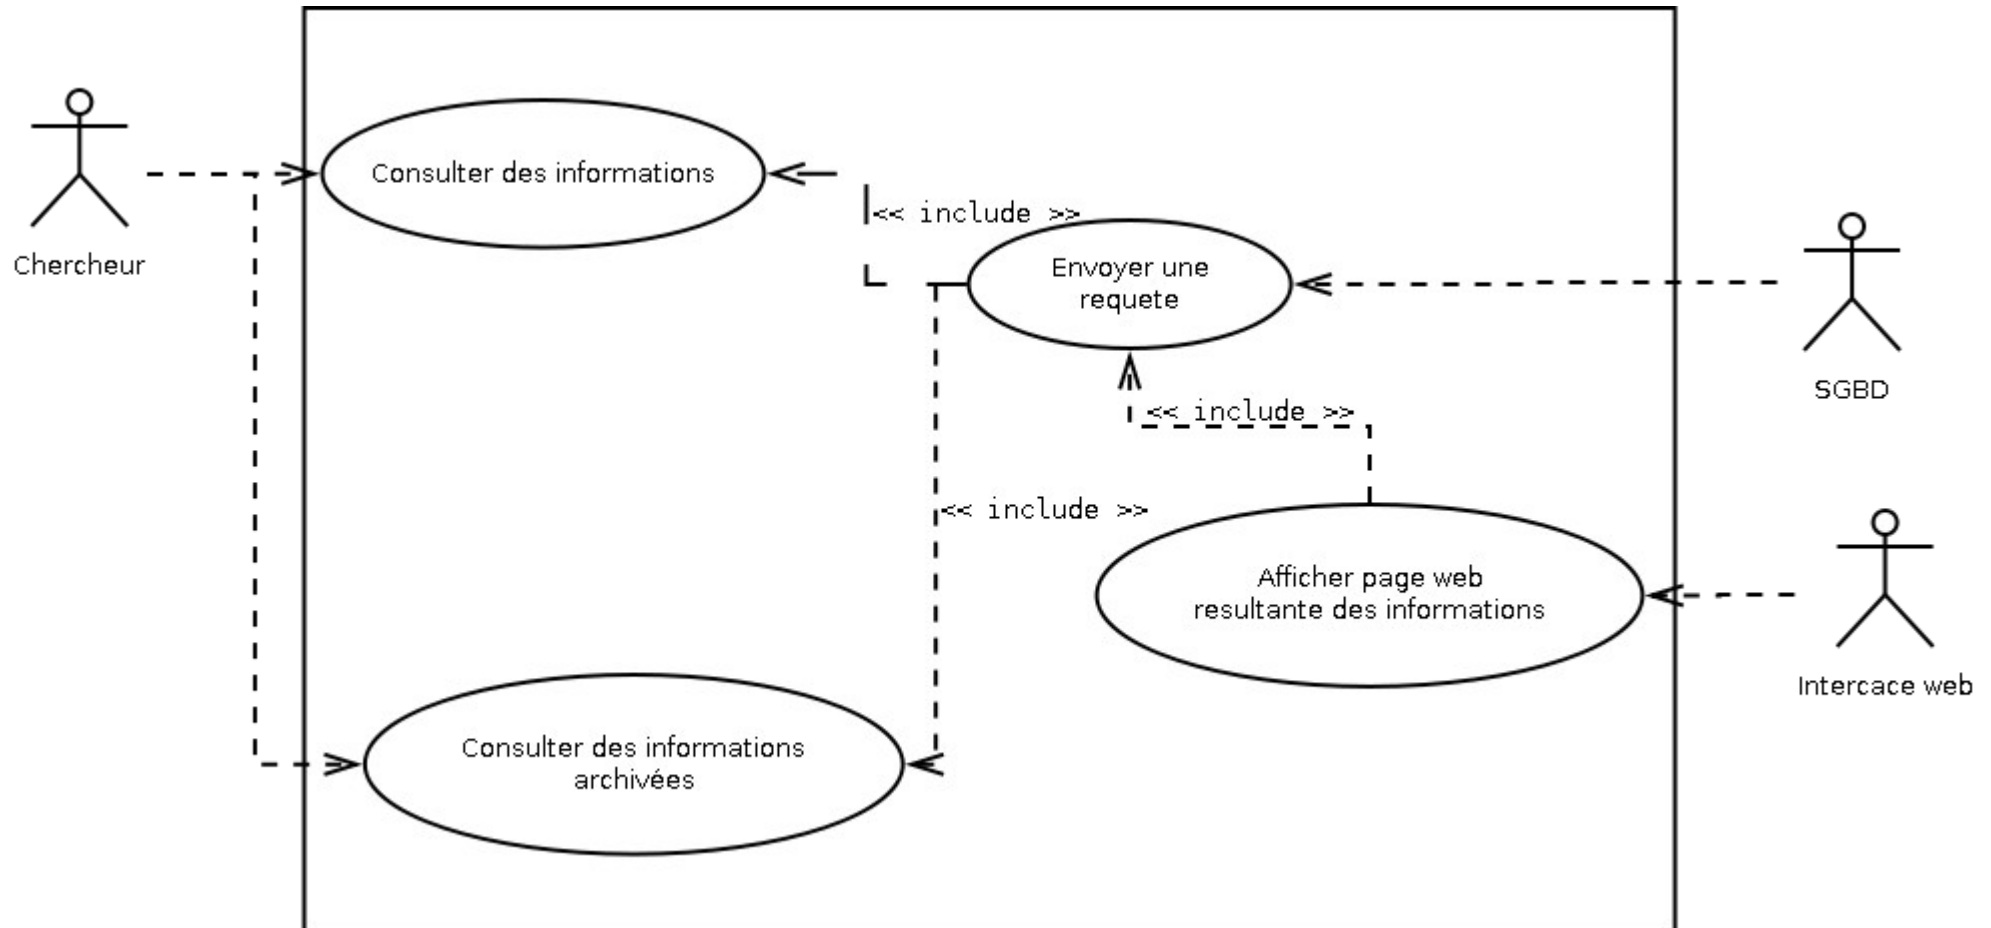 Consulter des informations
<< include >>
Envoyer une
requete
Chercheur
SGBD
<< include >>
<< include >>
Afficher page web
resultante des informations
Intercace web
Consulter des informations
archivées